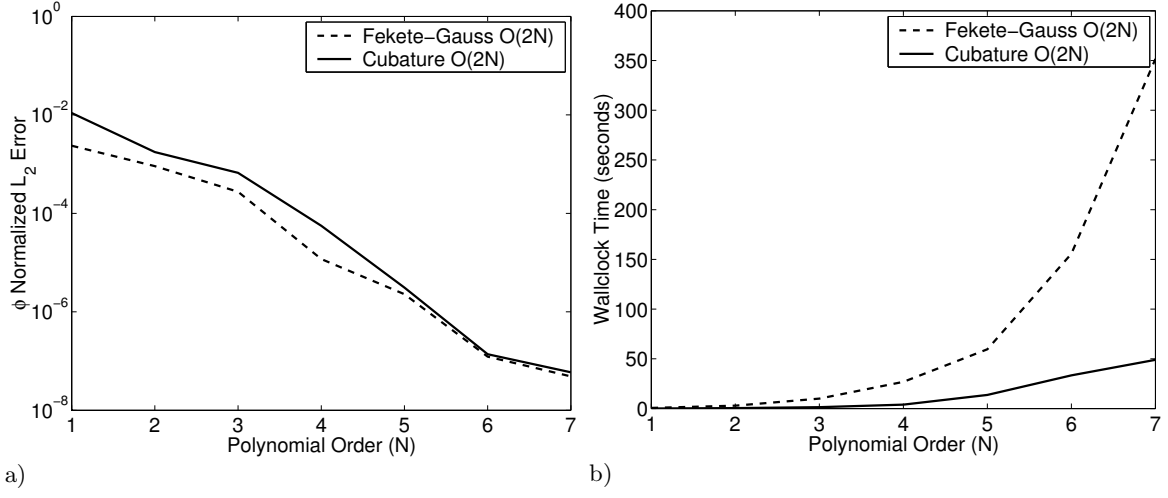 10^0
10^−2
10^−4
10^−6
10^−8
ϕ Normalized L_2 Error
1 2 3 4 5 6 7
Polynomial Order (N)
Fekete−Gauss O(2N)
Cubature O(2N)
a)
400
350
300
250
200
150
100
50
0
Wallclock Time (seconds)
1 2 3 4 5 6 7
Polynomial Order (N)
Fekete−Gauss O(2N)
Cubature O(2N)
b)